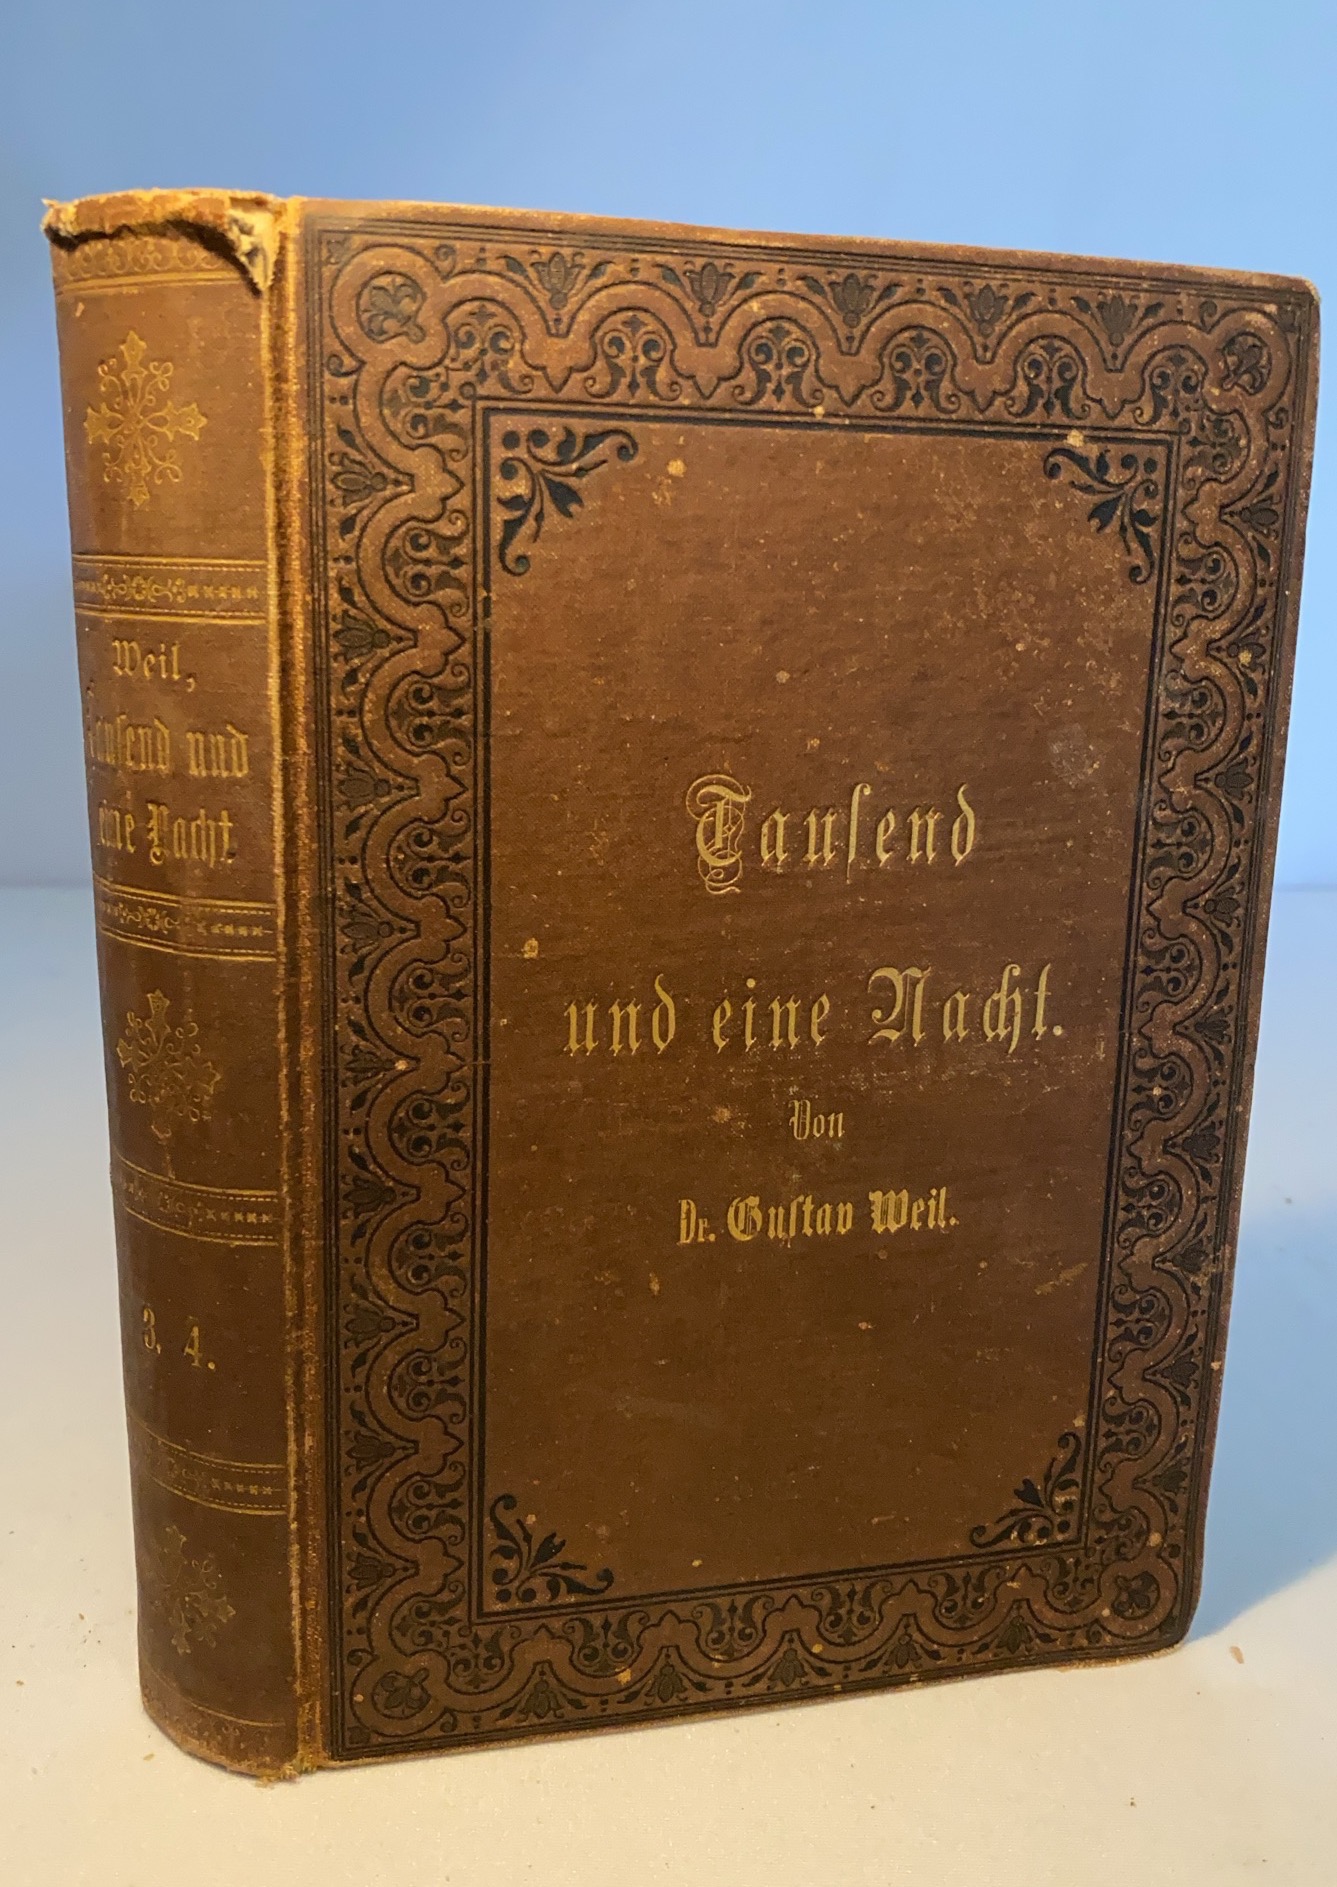 Weil,
Tausend und
eine Nacht.
3. 4.
Tauſend
und eine Nacht.
Von
Dr. Guſtav Weil.